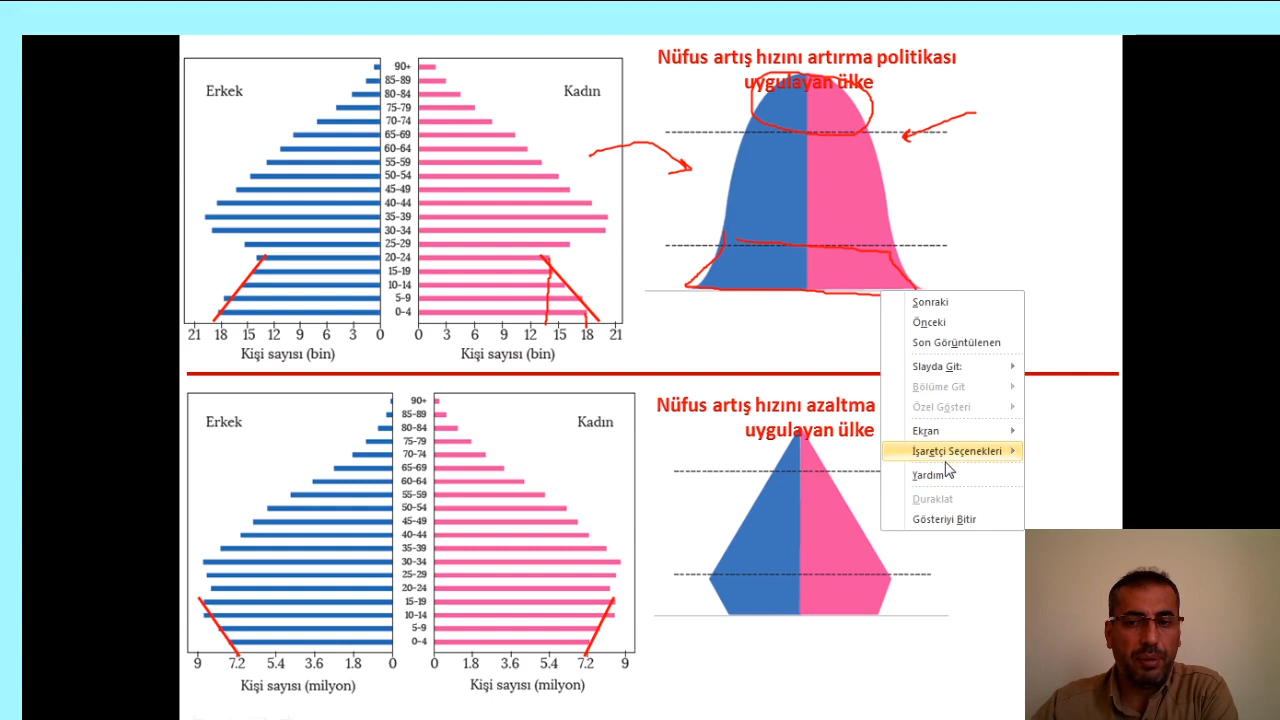 Nüfus artış hızını artırma politikası
uygulayan ülke
Erkek
Kadın
90+
85-89
80-84
75-79
70-74
65-69
60-64
55-59
50-54
45-49
40-44
35-39
30-34
25-29
20-24
15-19
10-14
5-9
0-4
21 18 15 12 9 6 3 0
0 3 6 9 12 15 18 21
Kişi sayısı (bin)
Kişi sayısı (bin)
Nüfus artış hızını azaltma
uygulayan ülke
Erkek
Kadın
90+
85-89
80-84
75-79
70-74
65-69
60-64
55-59
50-54
45-49
40-44
35-39
30-34
25-29
20-24
15-19
10-14
5-9
0-4
9 7.2 5.4 3.6 1.8 0
0 1.8 3.6 5.4 7.2 9
Kişi sayısı (milyon)
Kişi sayısı (milyon)
Sonraki
Önceki
Son Görüntülenen
Slayda Git:
Bölüme Git
Özel Gösteri
Ekran
İşaretçi Seçenekleri
Yardım
Duraklat
Gösteriyi Bitir